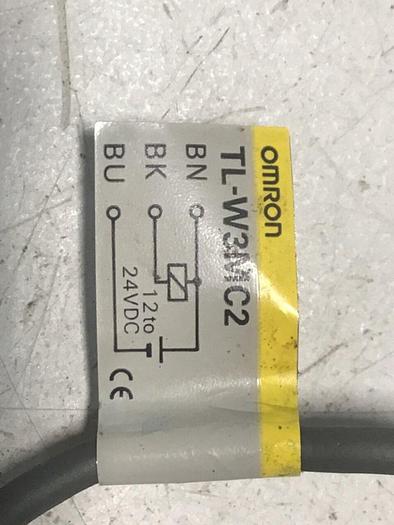 OMRON
TL-W3MC2
BN
BK
BU
12 to
24VDC
CE